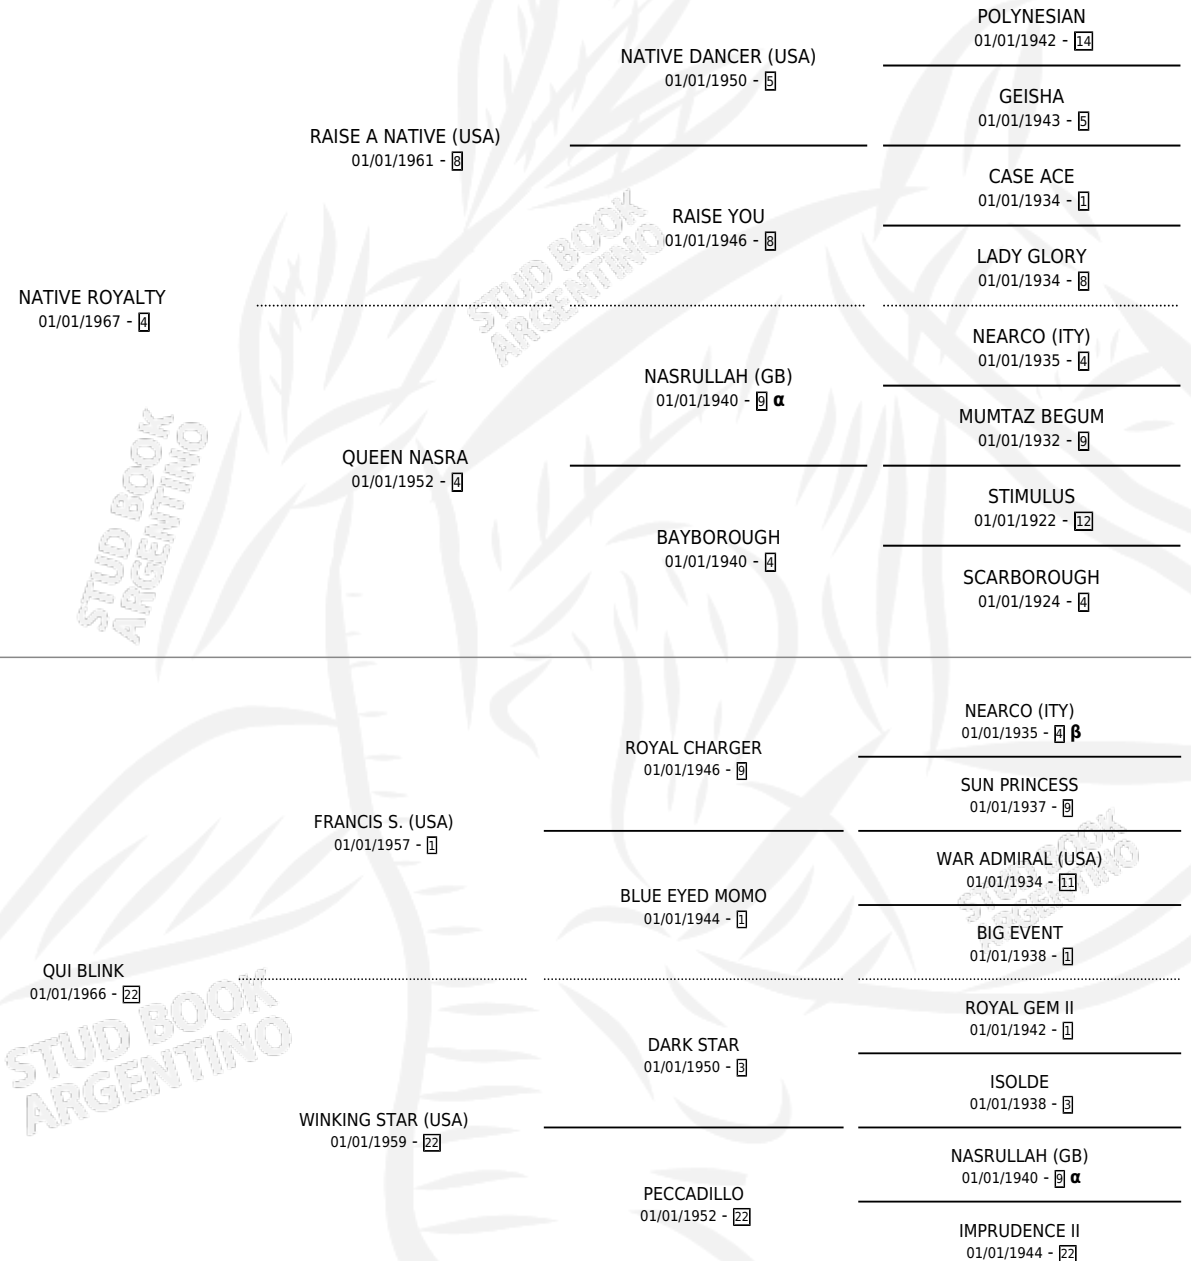 POLYNESIAN
01/01/1942 - 14
NATIVE DANCER (USA)
01/01/1950 - 5
GEISHA
01/01/1943 - 5
RAISE A NATIVE (USA)
01/01/1961 - 8
CASE ACE
01/01/1934 - 1
RAISE YOU
01/01/1946 - 8
LADY GLORY
01/01/1934 - 8
NATIVE ROYALTY
01/01/1967 - 4
NEARCO (ITY)
01/01/1935 - 4
NASRULLAH (GB)
01/01/1940 - 9 α
MUMTAZ BEGUM
01/01/1932 - 9
QUEEN NASRA
01/01/1952 - 4
STIMULUS
01/01/1922 - 12
BAYBOROUGH
01/01/1940 - 4
SCARBOROUGH
01/01/1924 - 4
NEARCO (ITY)
01/01/1935 - 4 β
ROYAL CHARGER
01/01/1946 - 9
SUN PRINCESS
01/01/1937 - 9
FRANCIS S. (USA)
01/01/1957 - 1
WAR ADMIRAL (USA)
01/01/1934 - 11
BLUE EYED MOMO
01/01/1944 - 1
BIG EVENT
01/01/1938 - 1
QUI BLINK
01/01/1966 - 22
ROYAL GEM II
01/01/1942 - 1
DARK STAR
01/01/1950 - 3
ISOLDE
01/01/1938 - 3
WINKING STAR (USA)
01/01/1959 - 22
NASRULLAH (GB)
01/01/1940 - 9 α
PECCADILLO
01/01/1952 - 22
IMPRUDENCE II
01/01/1944 - 22
STUD BOOK
ARGENTINO
STUD BOOK
ARGENTINO
STUD BOOK
ARGENTINO
STUD BOOK
ARGENTINO